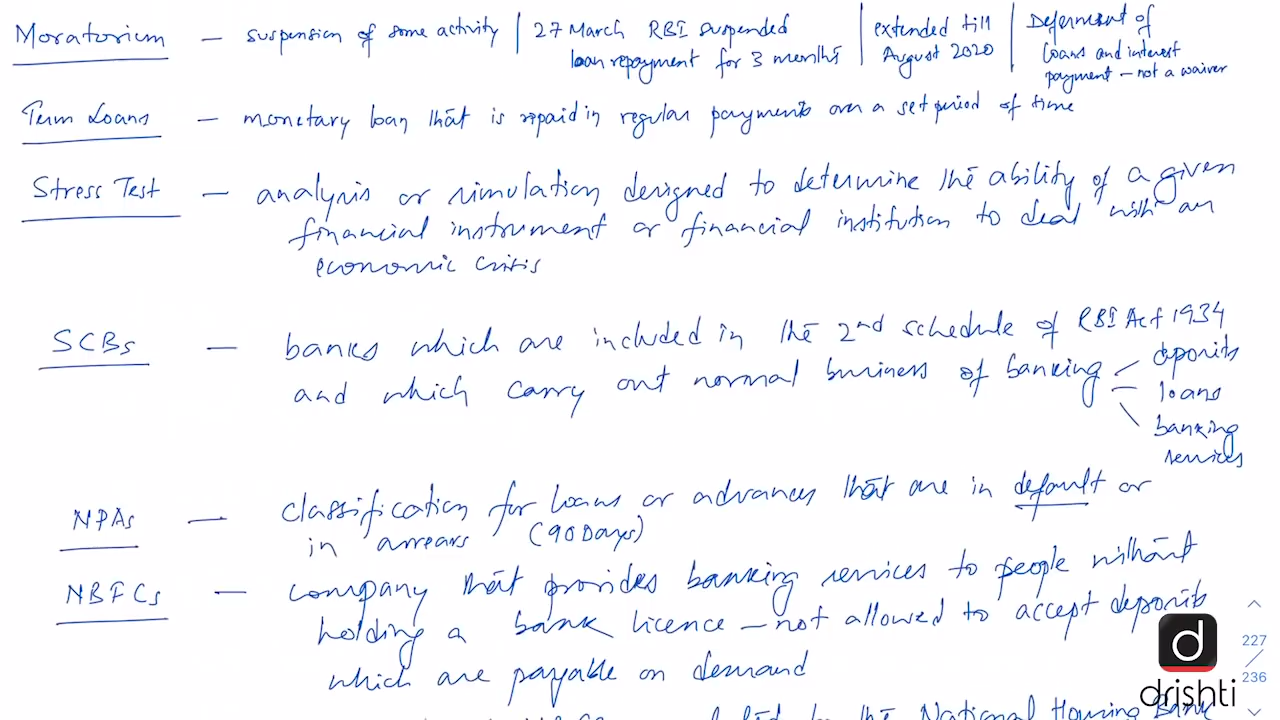 Moratorium — suspension of some activity | 27 March RBI suspended loan repayment for 3 months | extended till August 2020 | Deferment of loans and interest payment — not a waiver
Term Loans — monetary loan that is repaid in regular payments over a set period of time
Stress Test — analysis or simulation designed to determine the ability of a given
financial instrument or financial institution to deal with an
economic crisis
SCBs — banks which are included in the 2nd schedule of RBI Act 1934
and which carry out normal business of banking
deposits
loans
banking
services
NPAs — classification for loans or advances that are in default or
in arrears (90 Days)
NBFCs — company that provides banking services to people without
holding a bank licence — not allowed to accept deposits
which are payable on demand
to the National Housing Bank
227
/
236
d
drishti